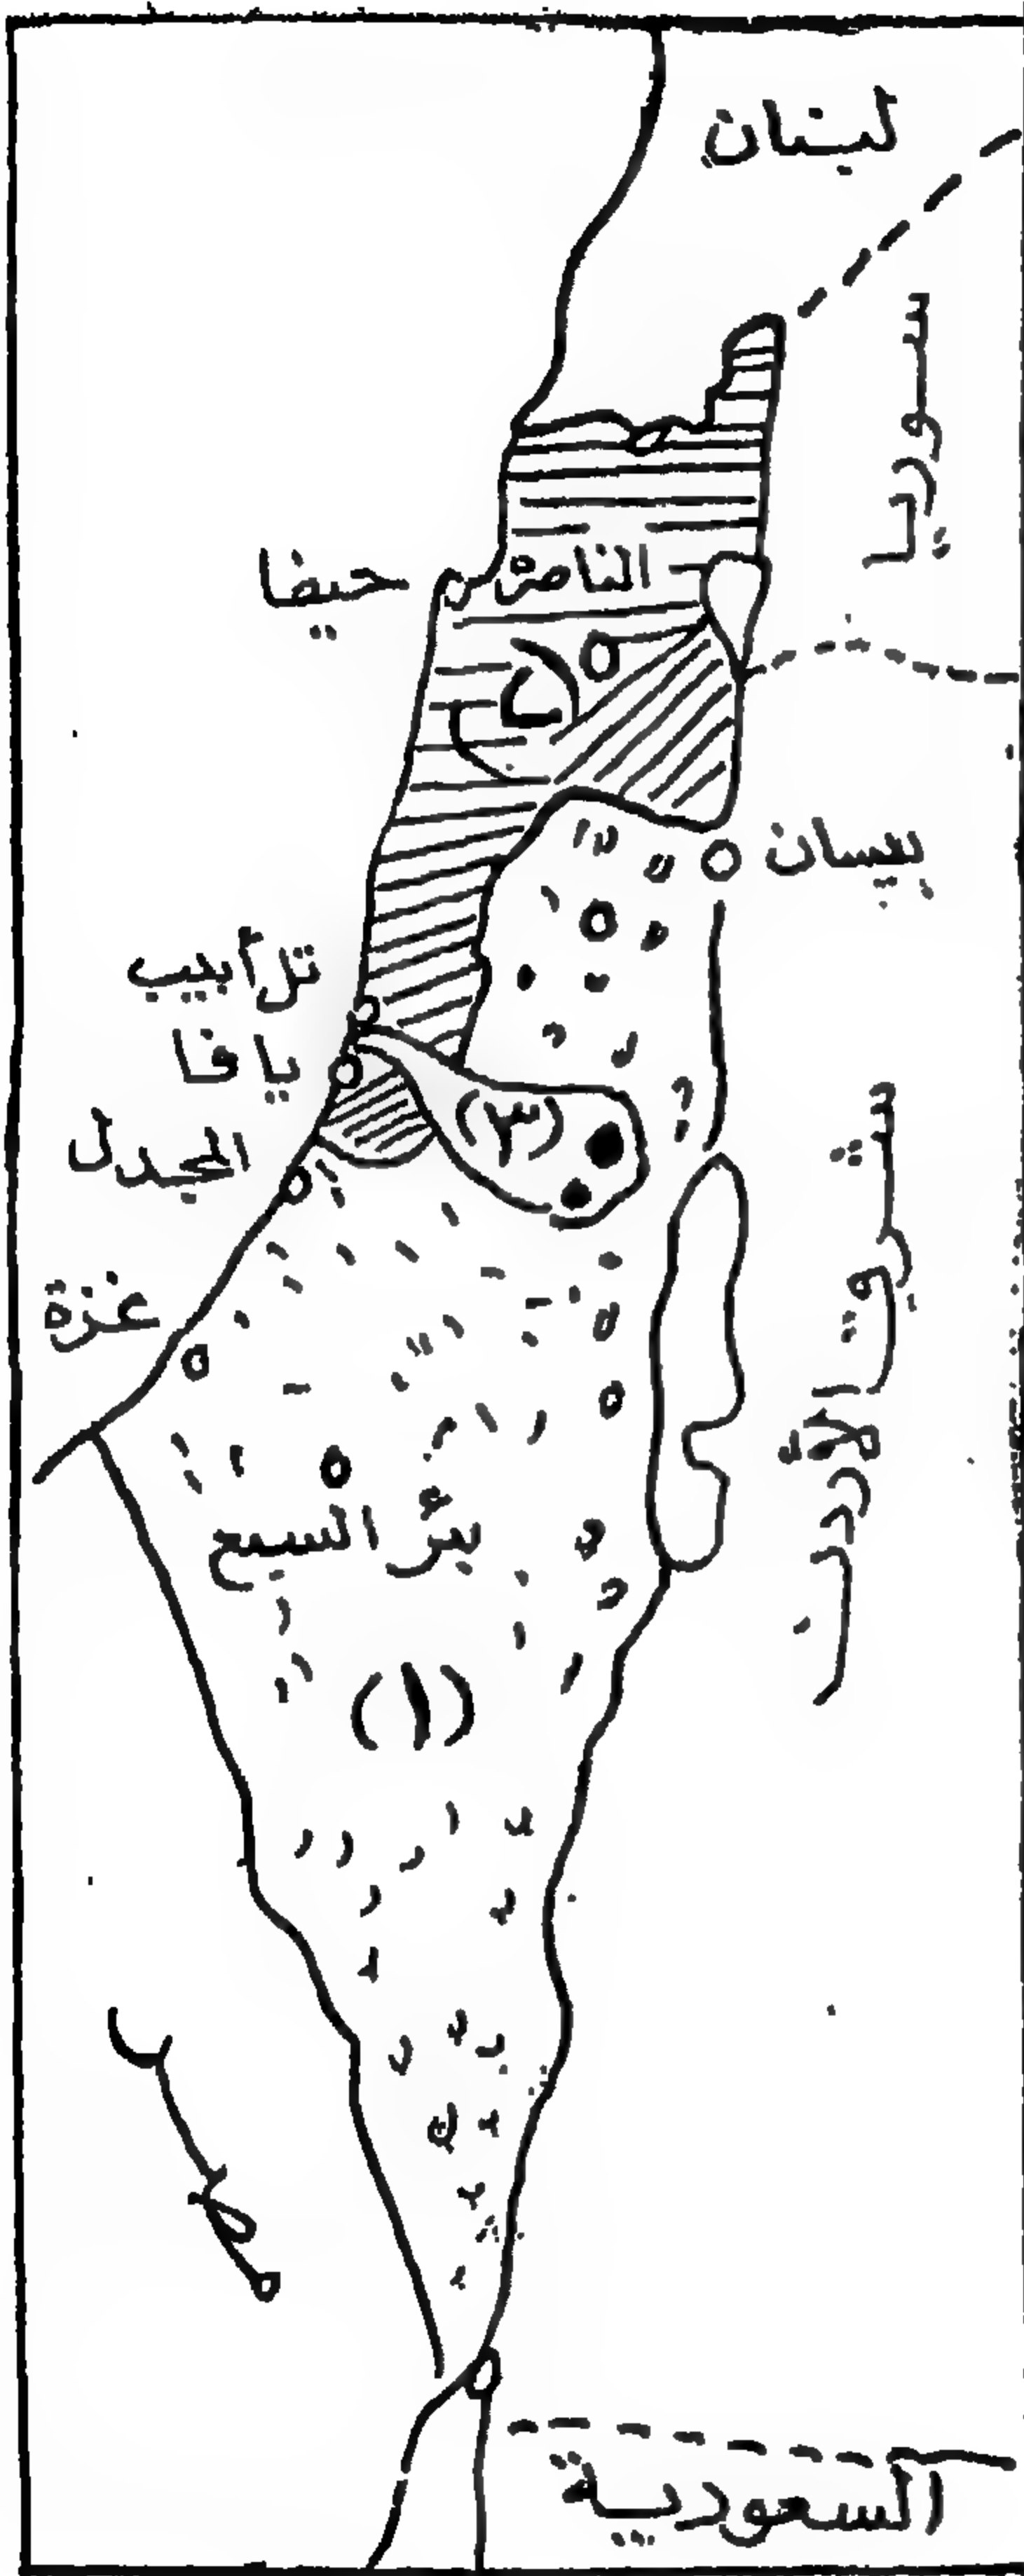 لبنان
سوريا
حيفا
الناصرة
(٢)
بيسان
تل أبيب
يافا
(٣)
المجدل
غزة
شرق الأردن
بئر السبع
(١)
مصر
السعودية